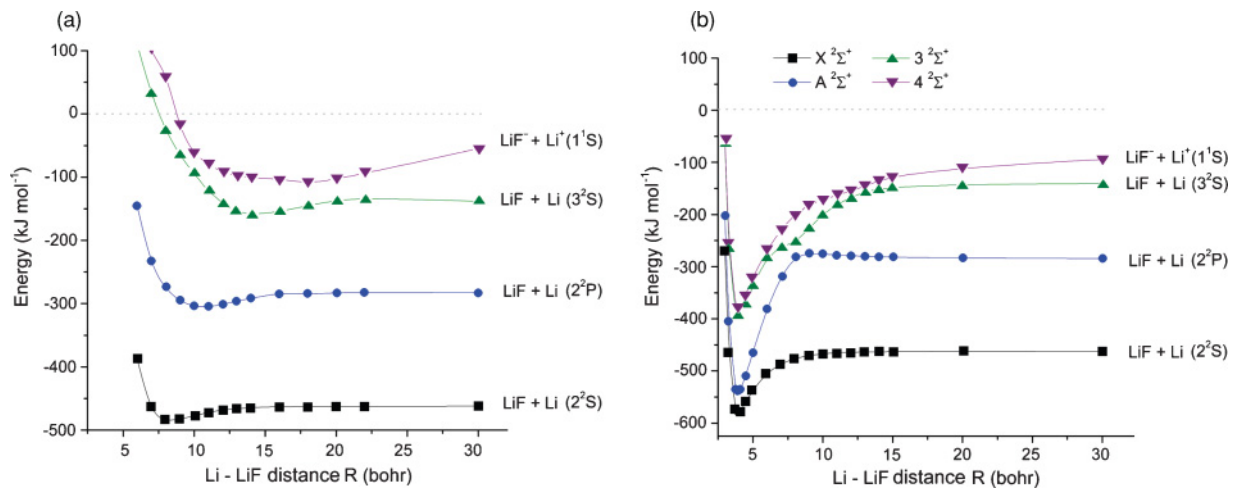 (a)
100
0
-100
-200
-300
-400
-500
Energy (kJ mol⁻¹)
5 10 15 20 25 30
Li - LiF distance R (bohr)
LiF⁻ + Li⁺(1¹S)
LiF + Li (3²S)
LiF + Li (2²P)
LiF + Li (2²S)
(b)
X ²Σ⁺ 3 ²Σ⁺
A ²Σ⁺ 4 ²Σ⁺
100
0
-100
-200
-300
-400
-500
-600
Energy (kJ mol⁻¹)
5 10 15 20 25 30
Li - LiF distance R (bohr)
LiF⁻ + Li⁺(1¹S)
LiF + Li (3²S)
LiF + Li (2²P)
LiF + Li (2²S)